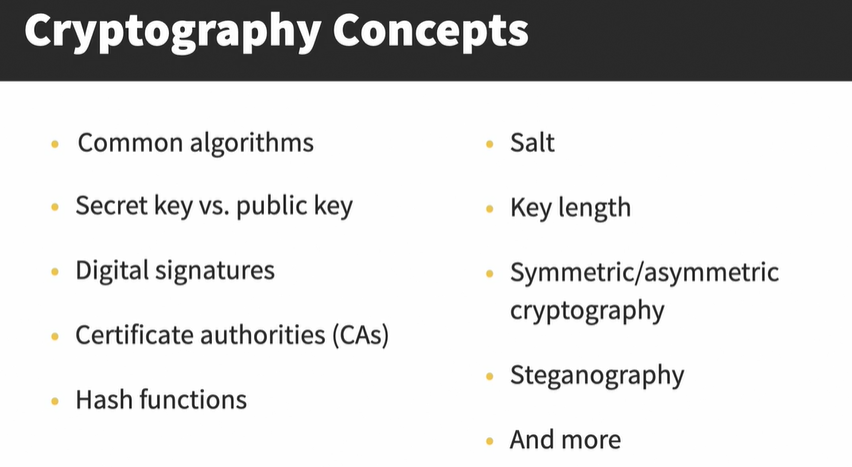 Cryptography Concepts
• Common algorithms
• Secret key vs. public key
• Digital signatures
• Certificate authorities (CAs)
• Hash functions
• Salt
• Key length
• Symmetric/asymmetric
cryptography
• Steganography
• And more